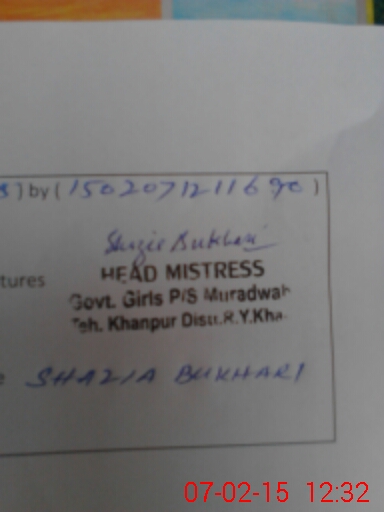 ) by ( 150207121169c )
Shazia Bukhari
tures
HEAD MISTRESS
Govt. Girls P/S Muradwah
Teh. Khanpur Distt.R.Y.Kha
SHAZIA BUKHARI
07-02-15 12:32